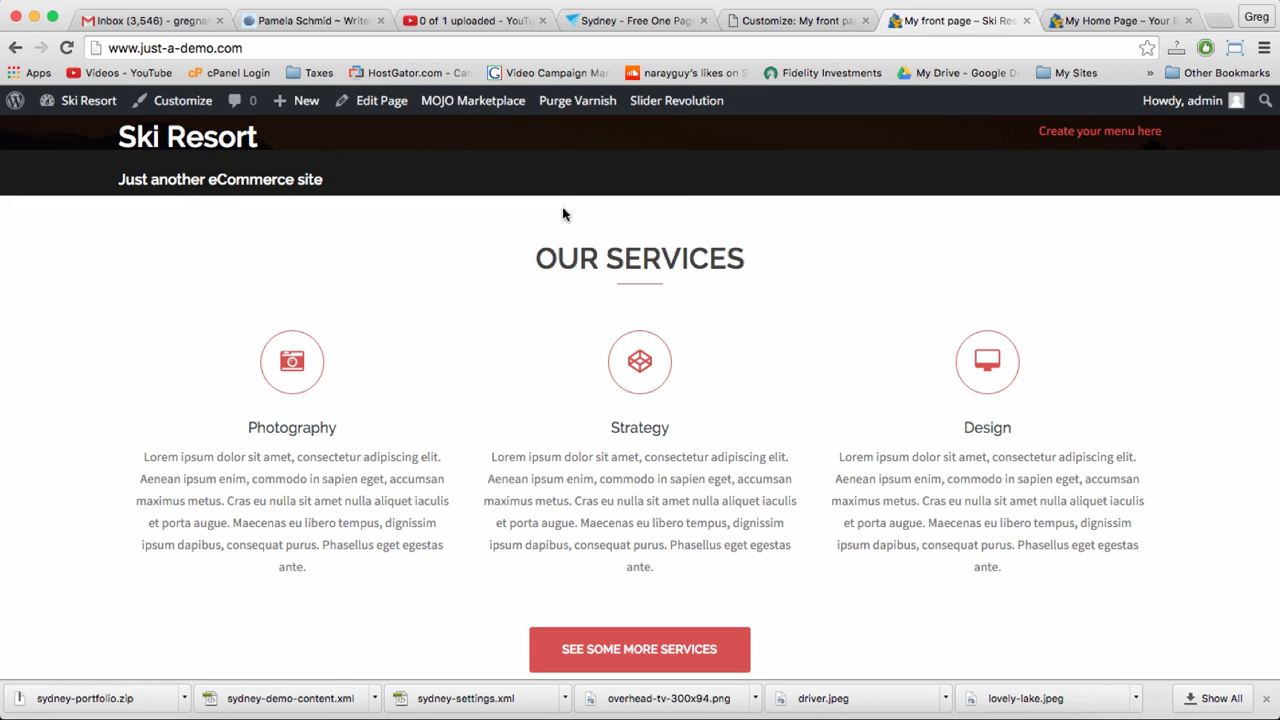 Inbox (3,546) - gregna
Pamela Schmid - Write
0 of 1 uploaded - YouTu
Sydney - Free One Pag
Customize: My front pag
My front page – Ski Res
My Home Page – Your B
Greg
www.just-a-demo.com
Apps
Videos - YouTube
cPanel Login
Taxes
HostGator.com - Can
Video Campaign Man
narayguy's likes on S
Fidelity Investments
My Drive - Google D
My Sites
»
Other Bookmarks
Ski Resort
Customize
0
New
Edit Page
MOJO Marketplace
Purge Varnish
Slider Revolution
Howdy, admin
Ski Resort
Create your menu here
Just another eCommerce site
OUR SERVICES
Photography
Lorem ipsum dolor sit amet, consectetur adipiscing elit.
Aenean ipsum enim, commodo in sapien eget, accumsan
maximus metus. Cras eu nulla sit amet nulla aliquet iaculis
et porta augue. Maecenas eu libero tempus, dignissim
ipsum dapibus, consequat purus. Phasellus eget egestas
ante.
Strategy
Lorem ipsum dolor sit amet, consectetur adipiscing elit.
Aenean ipsum enim, commodo in sapien eget, accumsan
maximus metus. Cras eu nulla sit amet nulla aliquet iaculis
et porta augue. Maecenas eu libero tempus, dignissim
ipsum dapibus, consequat purus. Phasellus eget egestas
ante.
Design
Lorem ipsum dolor sit amet, consectetur adipiscing elit.
Aenean ipsum enim, commodo in sapien eget, accumsan
maximus metus. Cras eu nulla sit amet nulla aliquet iaculis
et porta augue. Maecenas eu libero tempus, dignissim
ipsum dapibus, consequat purus. Phasellus eget egestas
ante.
SEE SOME MORE SERVICES
sydney-portfolio.zip
sydney-demo-content.xml
sydney-settings.xml
overhead-tv-300x94.png
driver.jpeg
lovely-lake.jpeg
Show All